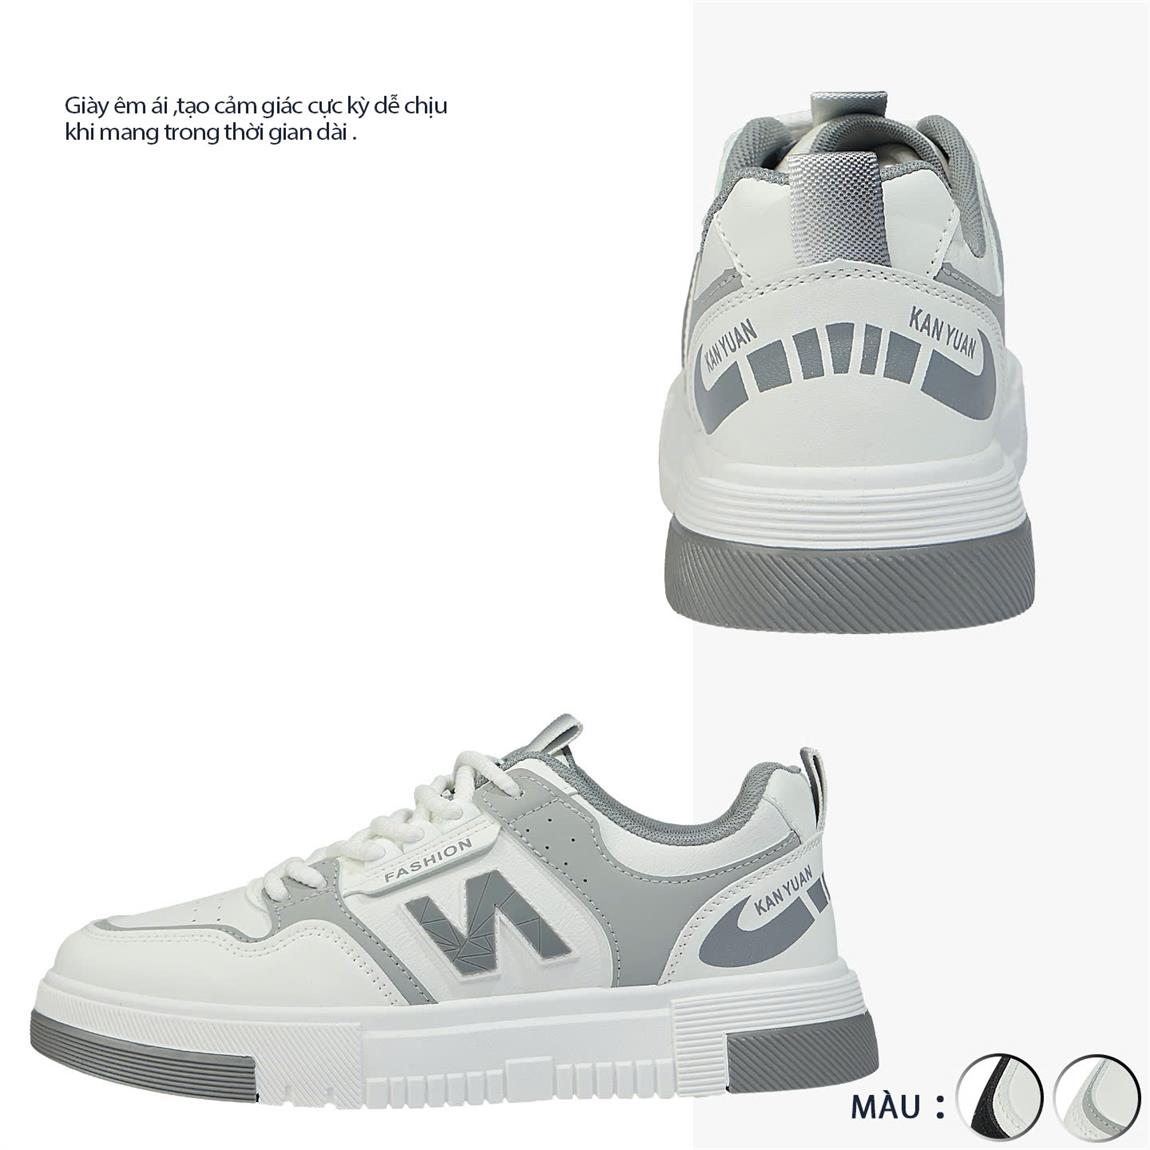 Giày êm ái ,tạo cảm giác cực kỳ dễ chịu
khi mang trong thời gian dài .
KAN YUAN
KAN YUAN
FASHION
N
KAN YUAN
MÀU :